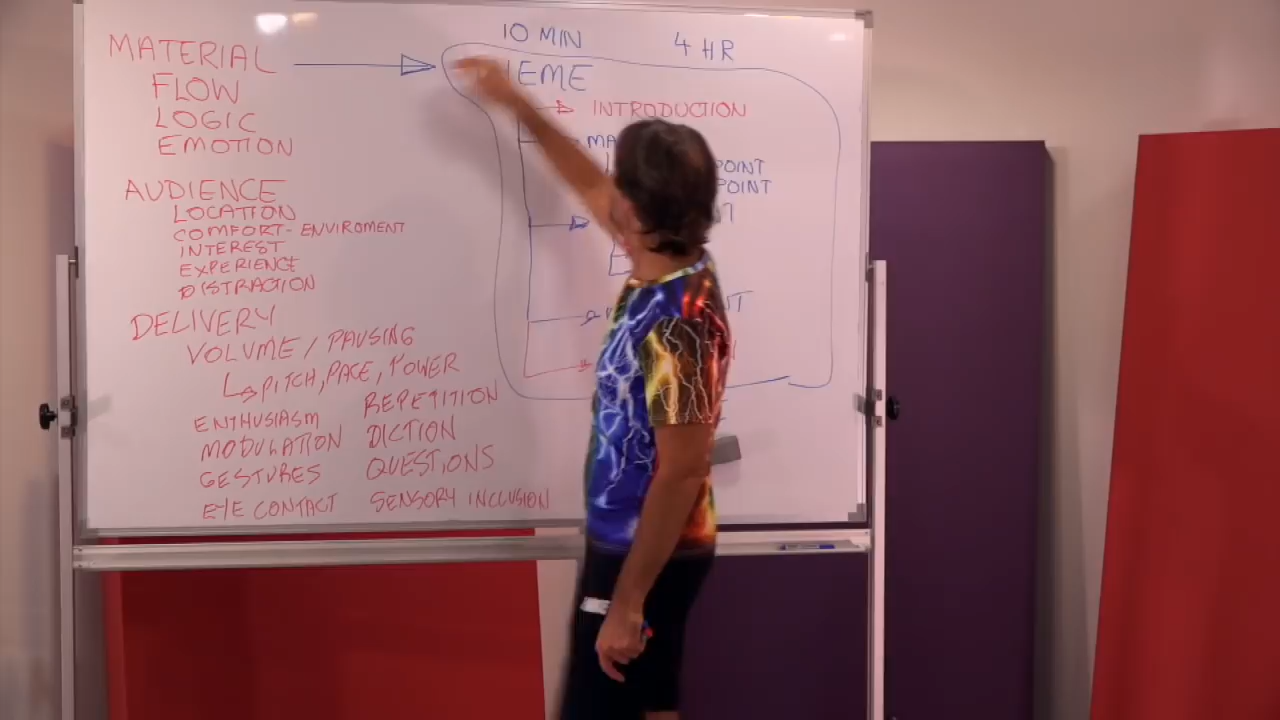 MATERIAL
FLOW
LOGIC
EMOTION
AUDIENCE
LOCATION
COMFORT-ENVIROMENT
INTEREST
EXPERIENCE
DISTRACTION
DELIVERY
VOLUME / PAUSING
PITCH, PACE, POWER
ENTHUSIASM REPETITION
MODULATION DICTION
GESTURES QUESTIONS
EYE CONTACT SENSORY INCLUSION
10 MIN 4 HR
INTRODUCTION
POINT
POINT